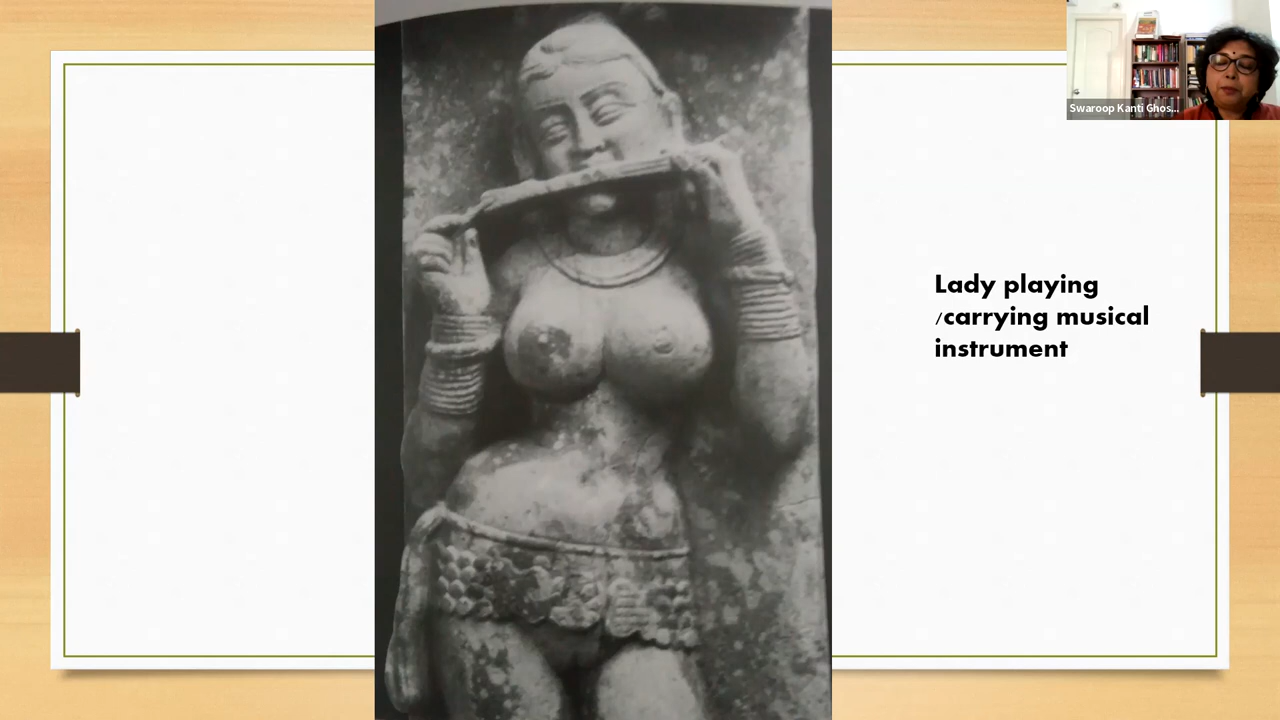 Swaroop Kanti Ghos...
Lady playing
/carrying musical
instrument